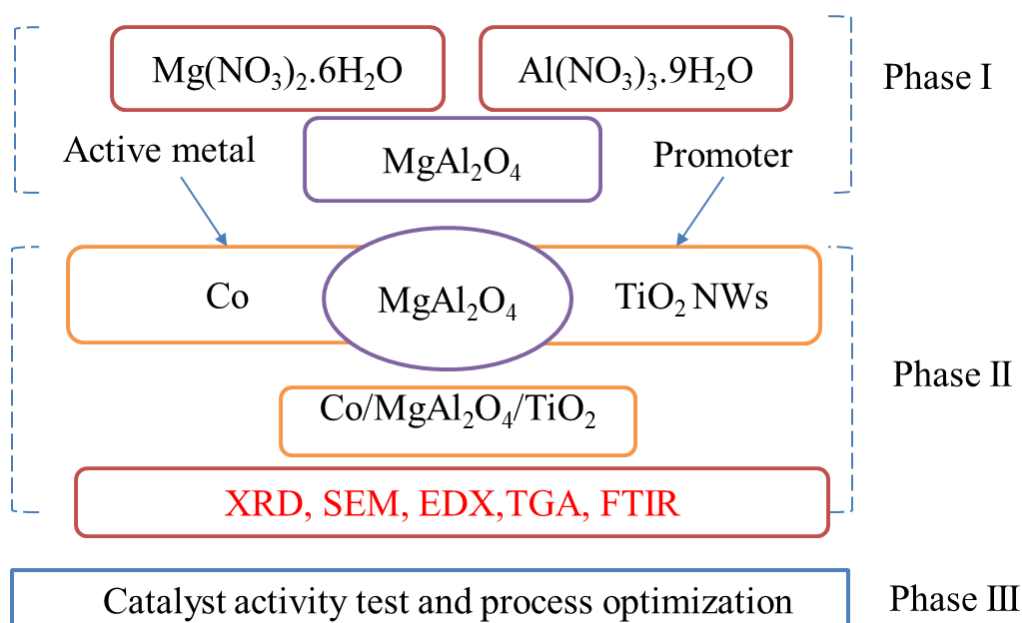 Mg(NO₃)₂.6H₂O
Al(NO₃)₃.9H₂O
Phase I
Active metal
MgAl₂O₄
Promoter
Co
MgAl₂O₄
TiO₂ NWs
Phase II
Co/MgAl₂O₄/TiO₂
XRD, SEM, EDX,TGA, FTIR
Catalyst activity test and process optimization
Phase III